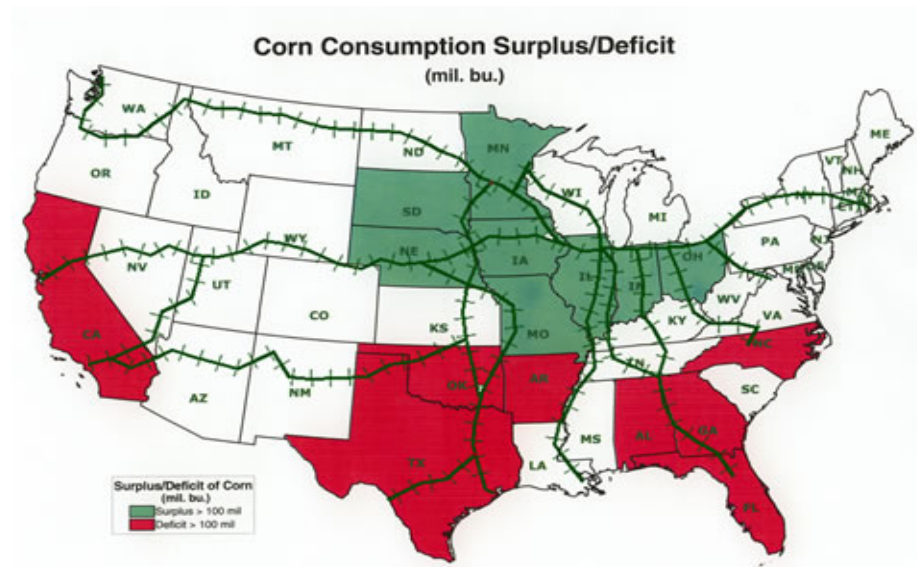 Corn Consumption Surplus/Deficit
(mil. bu.)
WA
MT
ND
MN
ME
VT
NH
OR
ID
WY
SD
WI
MI
NV
UT
CO
NE
IA
IL
IN
OH
PA
NJ
WV
VA
KS
MO
KY
CA
AZ
NM
TN
NC
SC
AR
MS
AL
GA
TX
LA
FL
Surplus/Deficit of Corn
(mil. bu.)
Surplus > 100 mil
Deficit > 100 mil